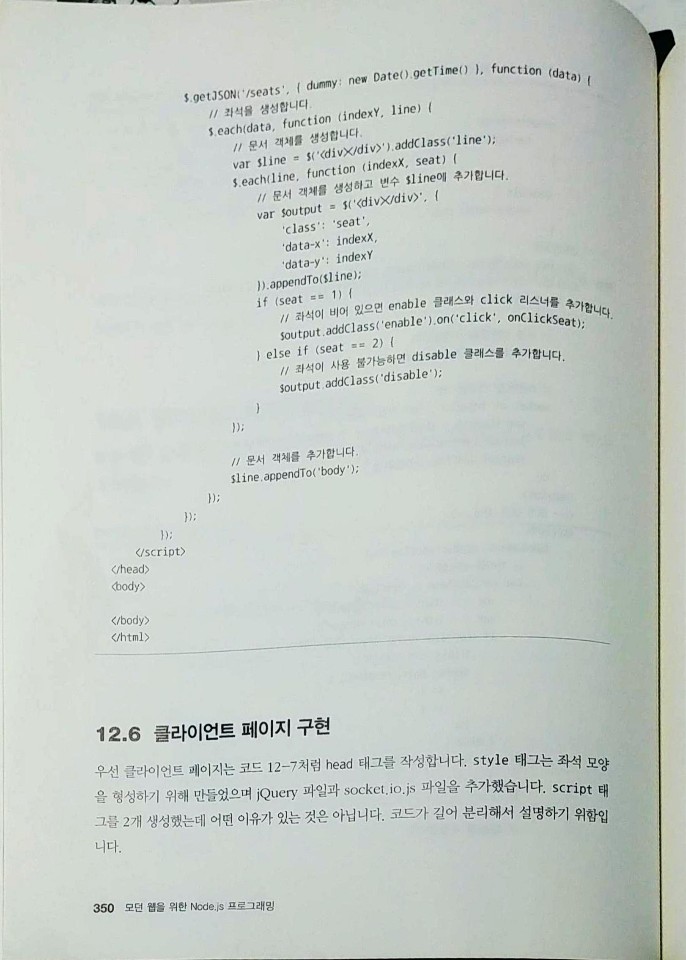 $.getJSON('/seats', { dummy: new Date().getTime() }, function (data) {
// 좌석을 생성합니다.
$.each(data, function (indexY, line) {
// 문서 객체를 생성합니다.
var $line = $('<div></div>').addClass('line');
$.each(line, function (indexX, seat) {
// 문서 객체를 생성하고 변수 $line에 추가합니다.
var $output = $('<div></div>', {
'class': 'seat',
'data-x': indexX,
'data-y': indexY
}).appendTo($line);
if (seat == 1) {
// 좌석이 비어 있으면 enable 클래스와 click 리스너를 추가합니다.
$output.addClass('enable').on('click', onClickSeat);
} else if (seat == 2) {
// 좌석이 사용 불가능하면 disable 클래스를 추가합니다.
$output.addClass('disable');
}
});
// 문서 객체를 추가합니다.
$line.appendTo('body');
});
});
});
</script>
</head>
<body>
</body>
</html>
12.6 클라이언트 페이지 구현
우선 클라이언트 페이지는 코드 12-7처럼 head 태그를 작성합니다. style 태그는 좌석 모양
을 형성하기 위해 만들었으며 jQuery 파일과 socket.io.js 파일을 추가했습니다. script 태
그를 2개 생성했는데 어떤 이유가 있는 것은 아닙니다. 코드가 길어 분리해서 설명하기 위함입
니다.
350 모던 웹을 위한 Node.js 프로그래밍